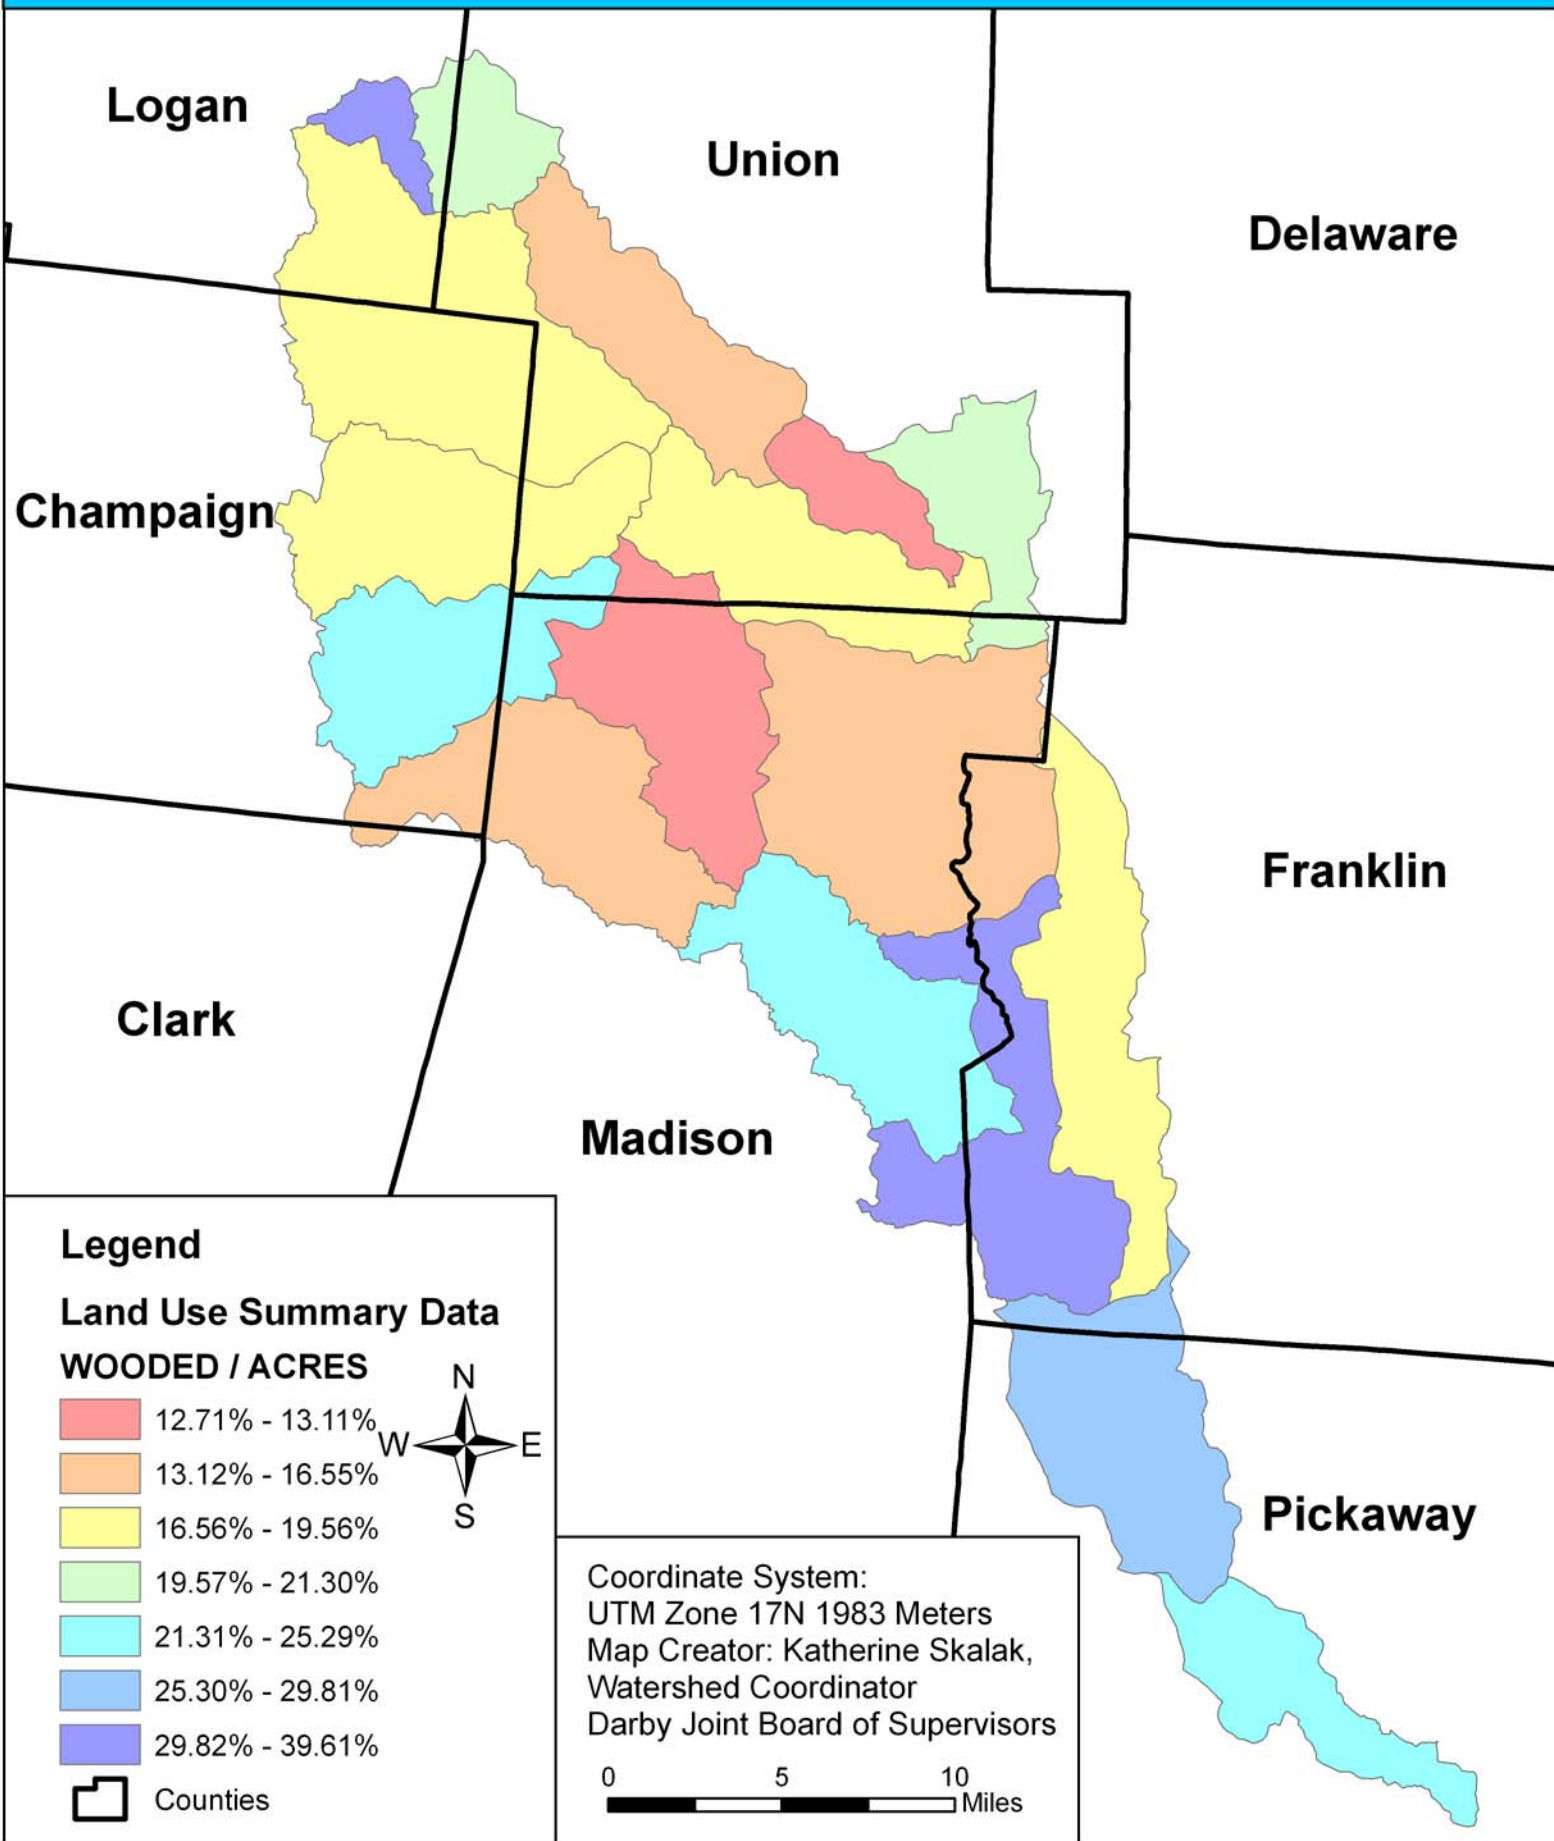 Logan
Union
Delaware
Champaign
Franklin
Clark
Madison
Pickaway
Legend
Land Use Summary Data
WOODED / ACRES
12.71% - 13.11%
13.12% - 16.55%
16.56% - 19.56%
19.57% - 21.30%
21.31% - 25.29%
25.30% - 29.81%
29.82% - 39.61%
Counties
N
W
E
S
Coordinate System:
UTM Zone 17N 1983 Meters
Map Creator: Katherine Skalak,
Watershed Coordinator
Darby Joint Board of Supervisors
0 5 10
Miles